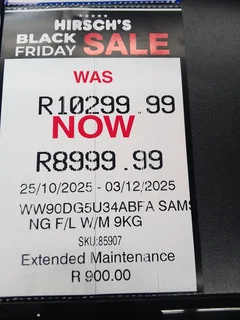 HIRSCH'S
BLACK
FRIDAY
SALE
WAS
R10299.99
NOW
R8999.99
25/10/2025 - 03/12/2025
WW90DG5U34ABFA SAMS
NG F/L W/M 9KG
SKU:85907
Extended Maintenance
R 900.00